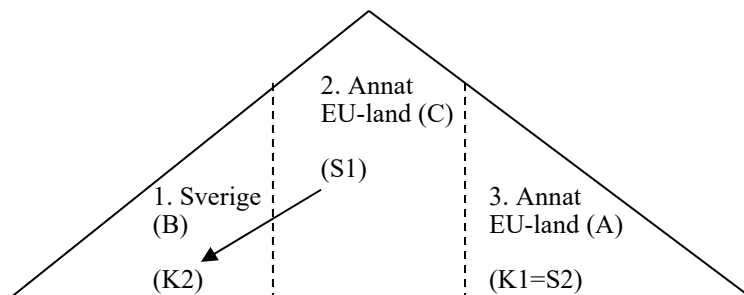 2. Annat
EU-land (C)
(S1)
1. Sverige
(B)
(K2)
3. Annat
EU-land (A)
(K1=S2)